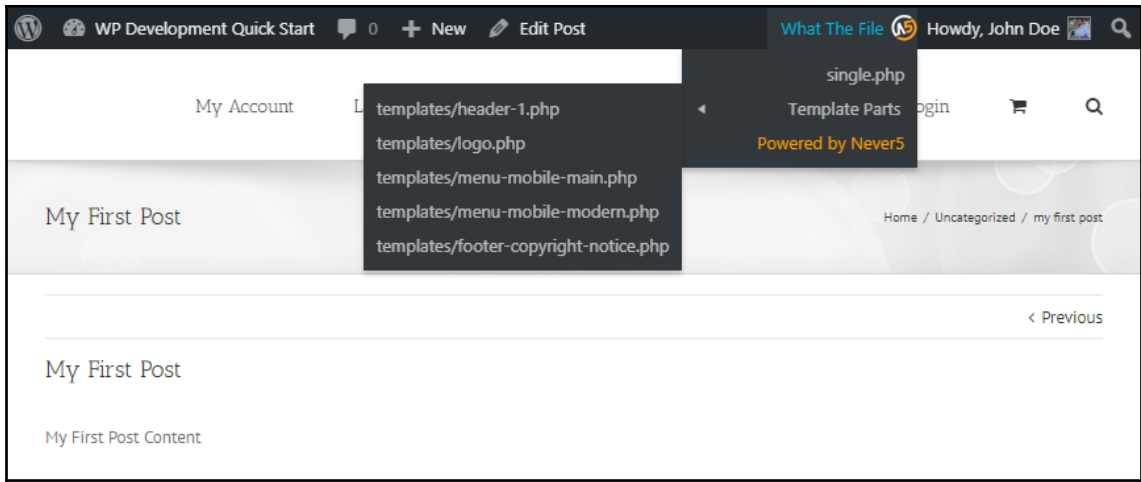 WP Development Quick Start 0 New Edit Post What The File Howdy, John Doe
single.php
Template Parts
Powered by Never5
templates/header-1.php
templates/logo.php
templates/menu-mobile-main.php
templates/menu-mobile-modern.php
templates/footer-copyright-notice.php
My Account
My First Post
Home / Uncategorized / my first post
< Previous
My First Post
My First Post Content